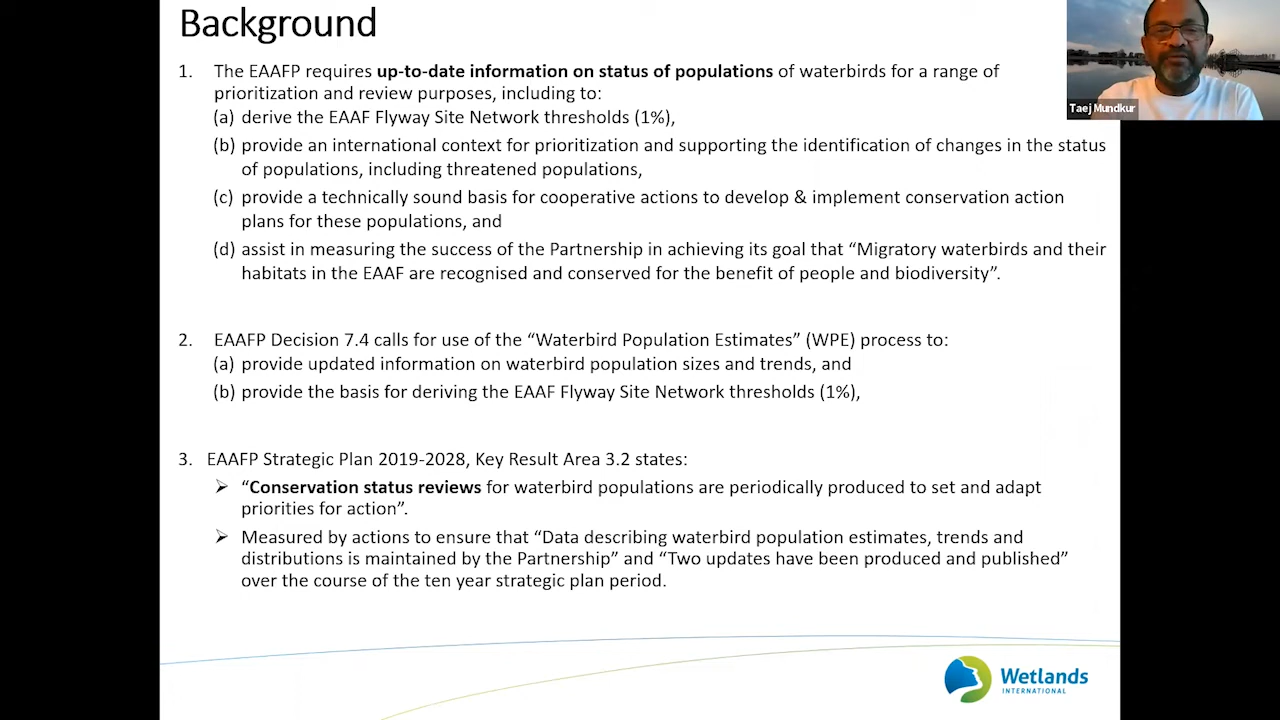 Background
1. The EAAFP requires up-to-date information on status of populations of waterbirds for a range of
prioritization and review purposes, including to:
(a) derive the EAAF Flyway Site Network thresholds (1%),
(b) provide an international context for prioritization and supporting the identification of changes in the status
of populations, including threatened populations,
(c) provide a technically sound basis for cooperative actions to develop & implement conservation action
plans for these populations, and
(d) assist in measuring the success of the Partnership in achieving its goal that “Migratory waterbirds and their
habitats in the EAAF are recognised and conserved for the benefit of people and biodiversity”.
2. EAAFP Decision 7.4 calls for use of the “Waterbird Population Estimates” (WPE) process to:
(a) provide updated information on waterbird population sizes and trends, and
(b) provide the basis for deriving the EAAF Flyway Site Network thresholds (1%),
3. EAAFP Strategic Plan 2019-2028, Key Result Area 3.2 states:
➢ “Conservation status reviews for waterbird populations are periodically produced to set and adapt
priorities for action”.
➢ Measured by actions to ensure that “Data describing waterbird population estimates, trends and
distributions is maintained by the Partnership” and “Two updates have been produced and published”
over the course of the ten year strategic plan period.
Taej Mundkur
Wetlands
INTERNATIONAL